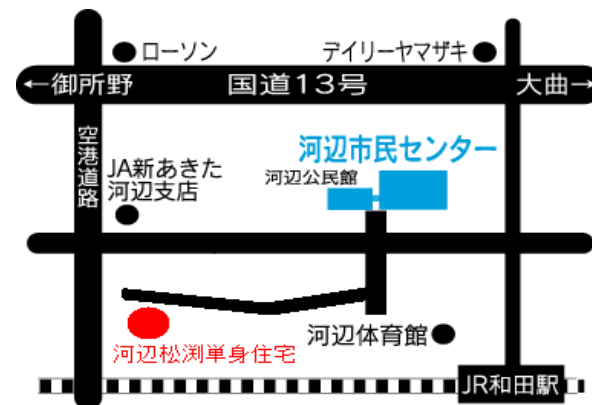 ローソン
デイリーヤマザキ
←御所野
国道13号
大曲→
空港道路
河辺市民センター
JA新あきた
河辺支店
河辺公民館
河辺体育館
河辺松渕単身住宅
JR和田駅